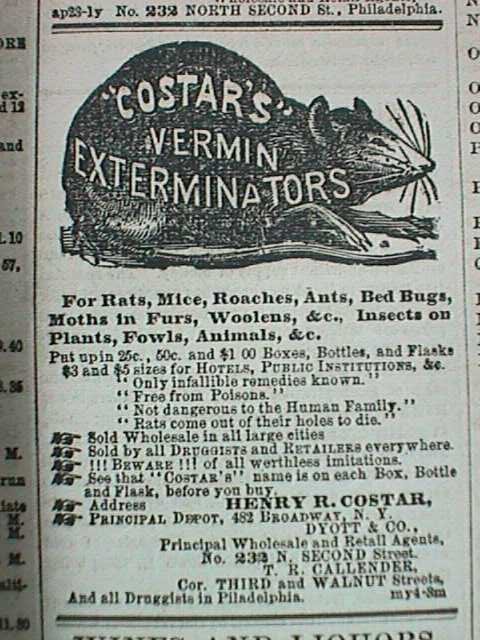 ap23-ly No. 232 NORTH SECOND St., Philadelphia.
"COSTAR'S"
VERMIN
EXTERMINATORS
For Rats, Mice, Roaches, Ants, Bed Bugs,
Moths in Furs, Woolens, &c., Insects on
Plants, Fowls, Animals, &c.
Put up in 25c., 50c. and $1 00 Boxes, Bottles, and Flasks
$3 and $5 sizes for HOTELS, PUBLIC INSTITUTIONS, &c.
"Only infallible remedies known."
"Free from Poisons."
"Not dangerous to the Human Family."
"Rats come out of their holes to die."
Sold Wholesale in all large cities
Sold by all DRUGGISTS and RETAILERS everywhere.
!!! BEWARE !!! of all werthless imitations.
See that "COSTAR'S" name is on each Box, Bottle
and Flask, before you buy.
Address HENRY R. COSTAR,
PRINCIPAL DEPOT, 482 BROADWAY, N. Y.
DYOTT & CO.,
Principal Wholesale and Retail Agents,
No. 232 N. SECOND Street.
T. R. CALLENDER,
Cor. THIRD and WALNUT Streets,
And all Druggists in Piladelphia. my4-8m